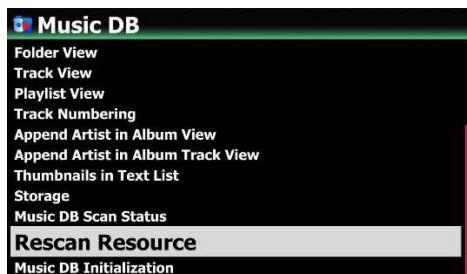 Music DB
Folder View
Track View
Playlist View
Track Numbering
Append Artist in Album View
Append Artist in Album Track View
Thumbnails in Text List
Storage
Music DB Scan Status
Rescan Resource
Music DB Initialization